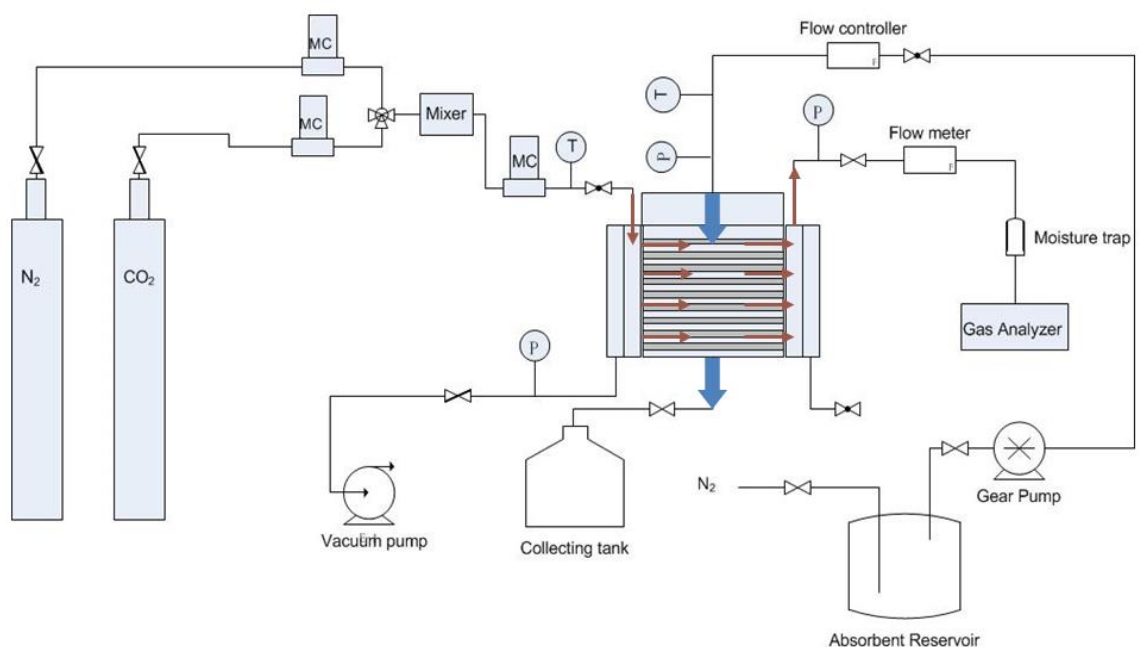 Flow controller
MC
F
T
MC
Mixer
P
Flow meter
MC
T
P
F
Moisture trap
N2
CO2
Gas Analyzer
P
N2
Gear Pump
Vacuum pump
Collecting tank
Absorbent Reservoir